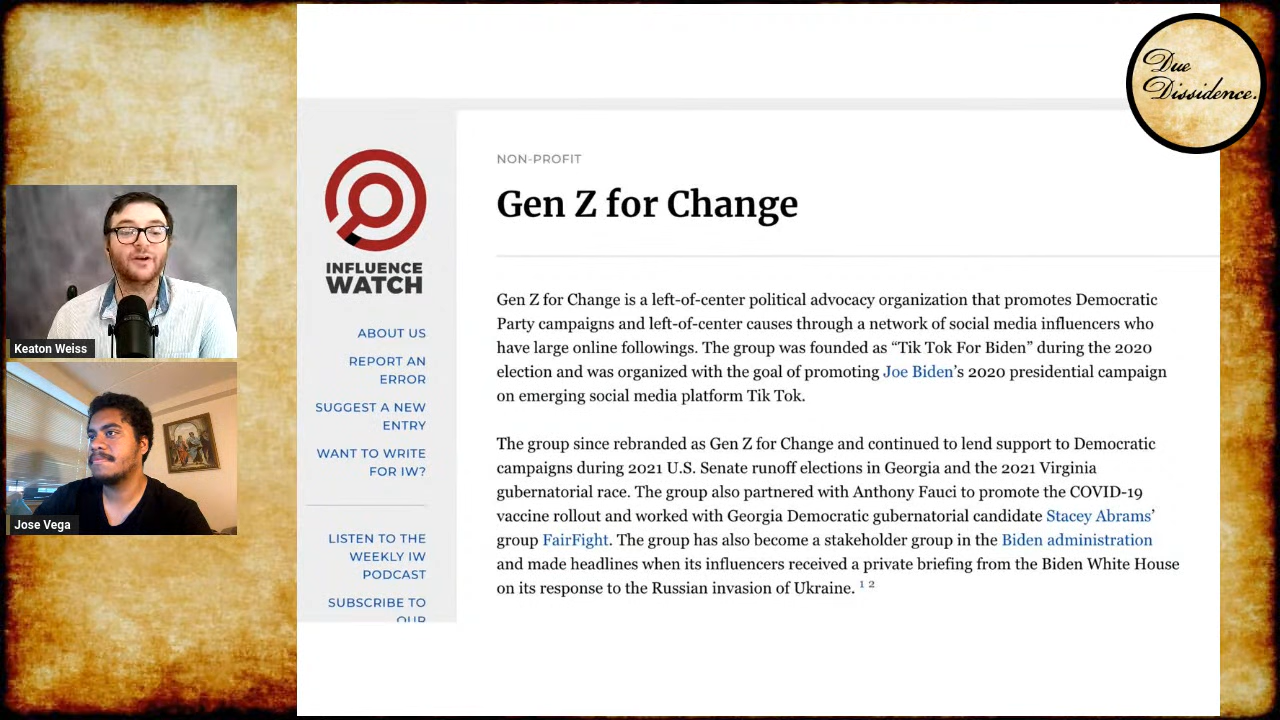 Due
Dissidence.
NON-PROFIT
Gen Z for Change
INFLUENCE
WATCH
ABOUT US
REPORT AN
ERROR
SUGGEST A NEW
ENTRY
WANT TO WRITE
FOR IW?
LISTEN TO THE
WEEKLY IW
PODCAST
SUBSCRIBE TO
OUR
Gen Z for Change is a left-of-center political advocacy organization that promotes Democratic
Party campaigns and left-of-center causes through a network of social media influencers who
have large online followings. The group was founded as “Tik Tok For Biden” during the 2020
election and was organized with the goal of promoting Joe Biden’s 2020 presidential campaign
on emerging social media platform Tik Tok.
The group since rebranded as Gen Z for Change and continued to lend support to Democratic
campaigns during 2021 U.S. Senate runoff elections in Georgia and the 2021 Virginia
gubernatorial race. The group also partnered with Anthony Fauci to promote the COVID-19
vaccine rollout and worked with Georgia Democratic gubernatorial candidate Stacey Abrams’
group FairFight. The group has also become a stakeholder group in the Biden administration
and made headlines when its influencers received a private briefing from the Biden White House
on its response to the Russian invasion of Ukraine. 1 2
Keaton Weiss
Jose Vega